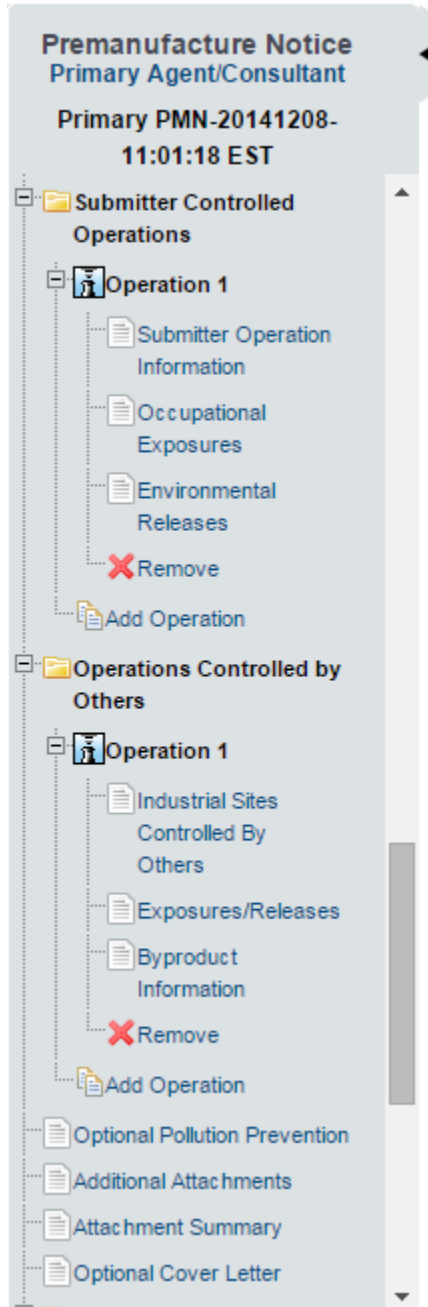 Premanufacture Notice
Primary Agent/Consultant
Primary PMN-20141208-
11:01:18 EST
Submitter Controlled
Operations
Operation 1
Submitter Operation
Information
Occupational
Exposures
Environmental
Releases
Remove
Add Operation
Operations Controlled by
Others
Operation 1
Industrial Sites
Controlled By
Others
Exposures/Releases
Byproduct
Information
Remove
Add Operation
Optional Pollution Prevention
Additional Attachments
Attachment Summary
Optional Cover Letter